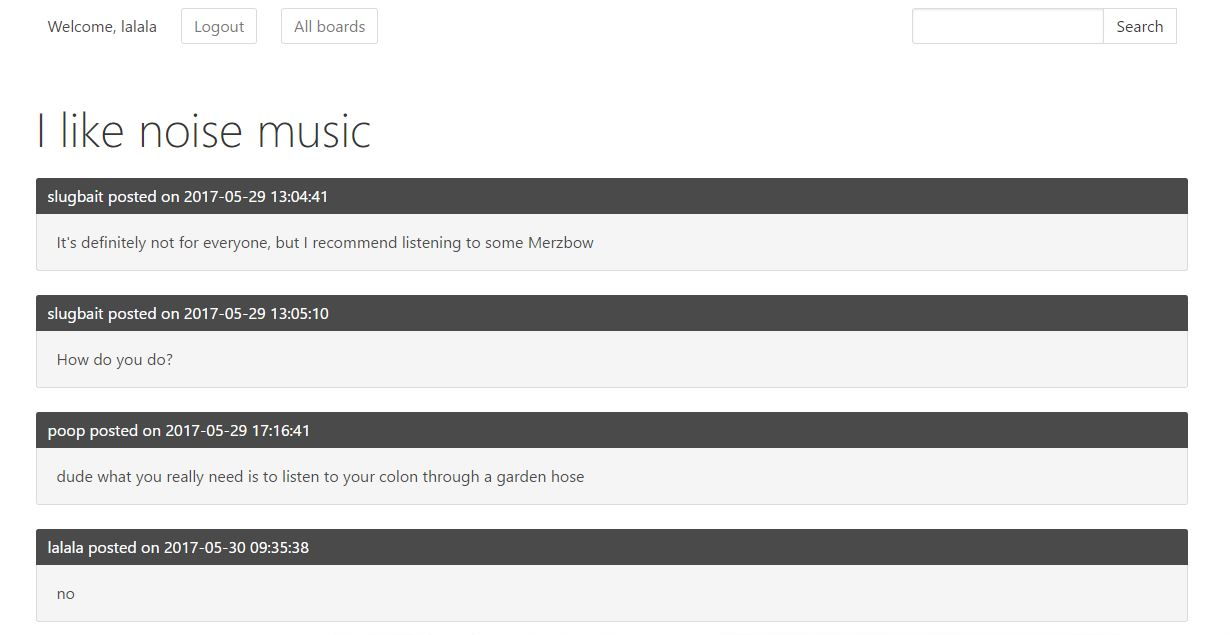 Welcome, lalala Logout All boards Search
I like noise music
slugbait posted on 2017-05-29 13:04:41
It's definitely not for everyone, but I recommend listening to some Merzbow
slugbait posted on 2017-05-29 13:05:10
How do you do?
poop posted on 2017-05-29 17:16:41
dude what you really need is to listen to your colon through a garden hose
lalala posted on 2017-05-30 09:35:38
no